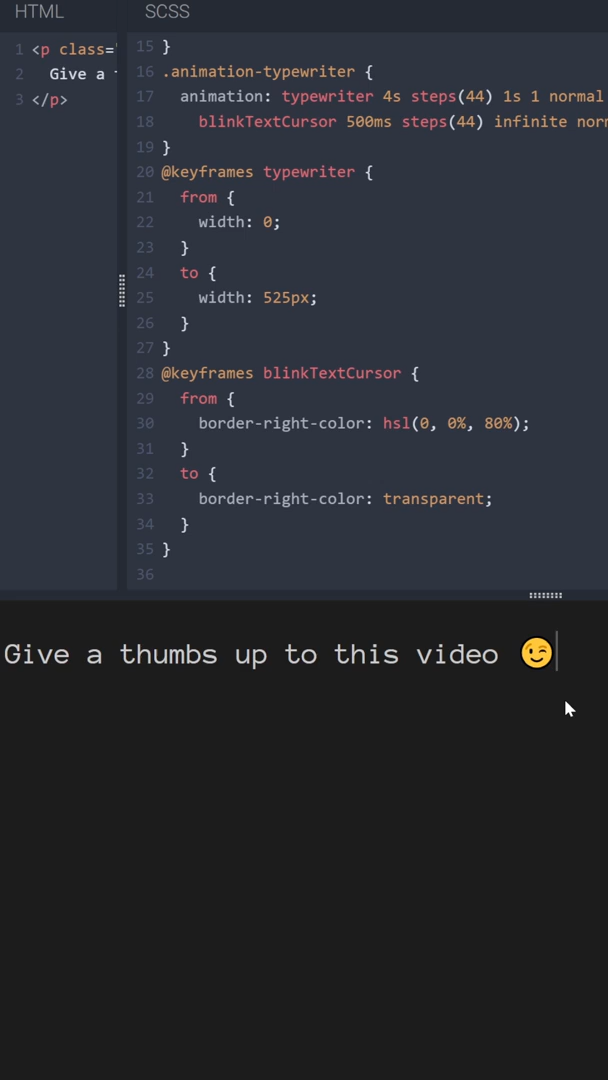 HTML
SCSS
1 <p class="
2 Give a t
3 </p>
15 }
16 .animation-typewriter {
17 animation: typewriter 4s steps(44) 1s 1 normal
18 blinkTextCursor 500ms steps(44) infinite norm
19 }
20 @keyframes typewriter {
21 from {
22 width: 0;
23 }
24 to {
25 width: 525px;
26 }
27 }
28 @keyframes blinkTextCursor {
29 from {
30 border-right-color: hsl(0, 0%, 80%);
31 }
32 to {
33 border-right-color: transparent;
34 }
35 }
36
Give a thumbs up to this video 😉